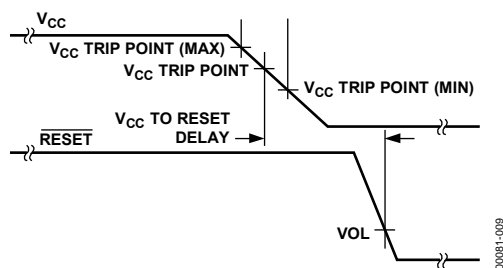 VCC
VCC TRIP POINT (MAX)
VCC TRIP POINT
VCC TRIP POINT (MIN)
VCC TO RESET
DELAY
RESET
VOL
00081-009